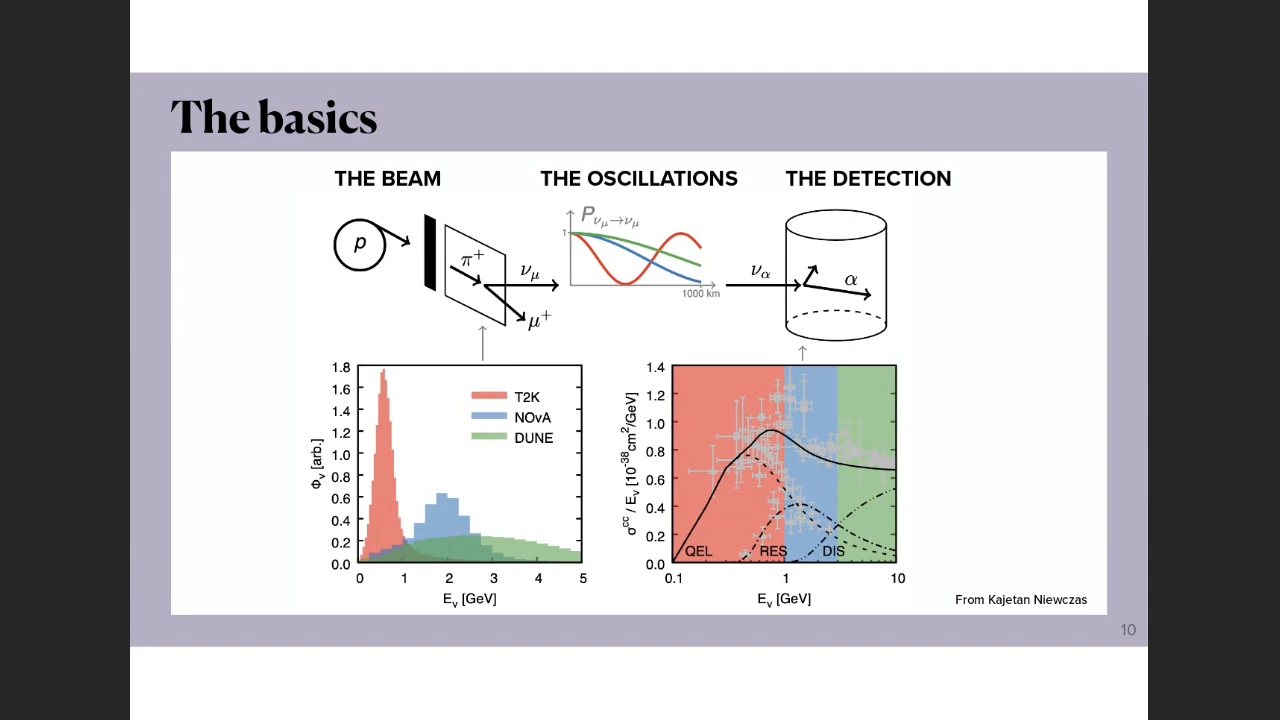 The basics
THE BEAM
THE OSCILLATIONS
THE DETECTION
p
π⁺
ν_μ
μ⁺
P_{ν_μ→ν_μ}
1
1000 km
ν_α
α
1.8
1.6
1.4
1.2
1.0
0.8
0.6
0.4
0.2
0.0
Φ_ν [arb.]
T2K
NOνA
DUNE
0 1 2 3 4 5
E_ν [GeV]
1.4
1.2
1.0
0.8
0.6
0.4
0.2
0.0
σ^cc / E_ν [10^-38 cm²/GeV]
QEL RES DIS
0.1 1 10
E_ν [GeV]
From Kajetan Niewczas
10